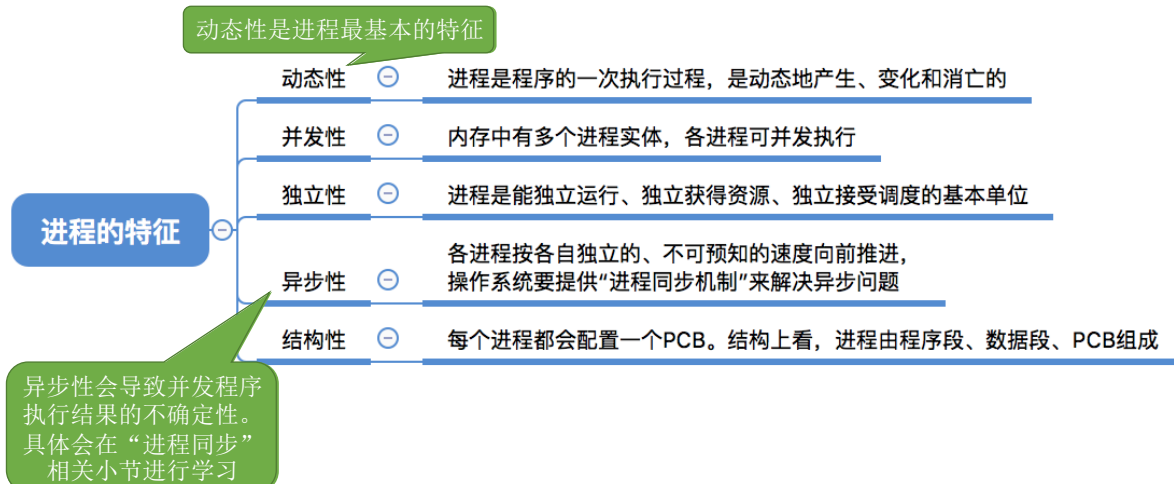 动态性是进程最基本的特征
动态性
进程是程序的一次执行过程，是动态地产生、变化和消亡的
并发性
内存中有多个进程实体，各进程可并发执行
独立性
进程是能独立运行、独立获得资源、独立接受调度的基本单位
进程的特征
异步性
各进程按各自独立的、不可预知的速度向前推进，
操作系统要提供“进程同步机制”来解决异步问题
结构性
每个进程都会配置一个PCB。结构上看，进程由程序段、数据段、PCB组成
异步性会导致并发程序
执行结果的不确定性。
具体会在“进程同步”
相关小节进行学习